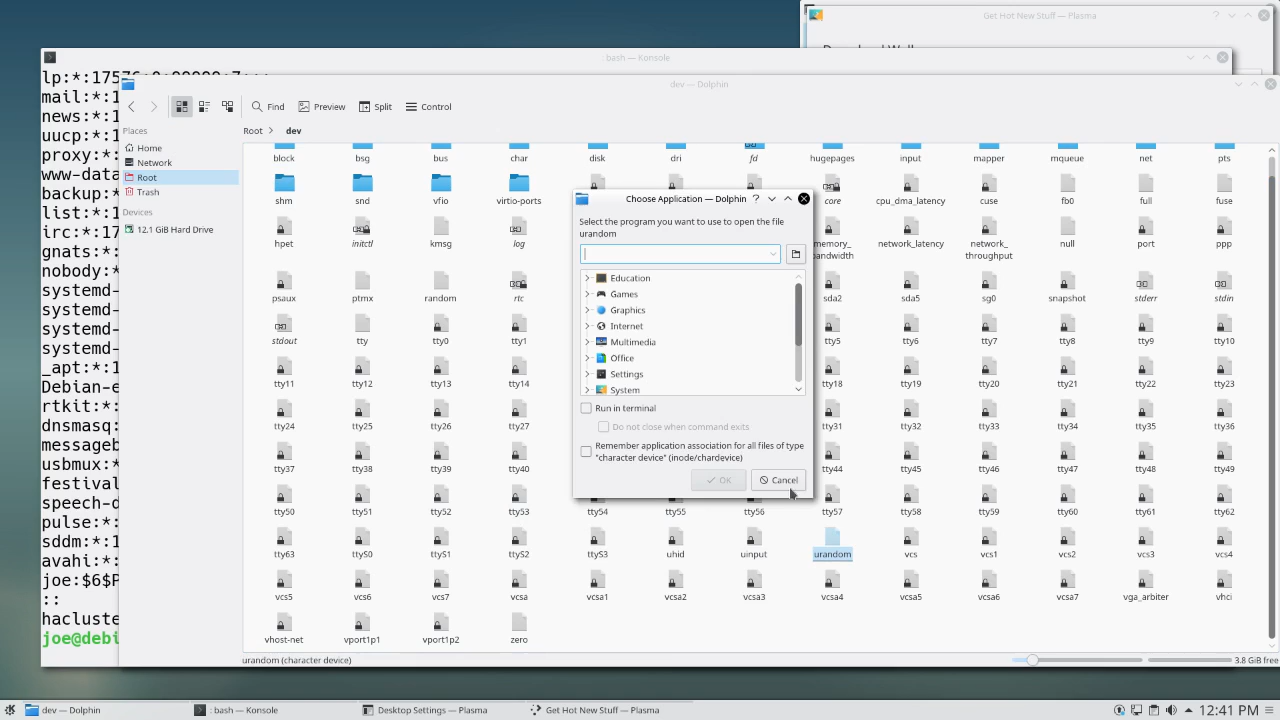 Get Hot New Stuff — Plasma
: bash — Konsole
dev — Dolphin
Find
Preview
Split
Control
Places
Home
Network
Root
Trash
Devices
12.1 GiB Hard Drive
Root
dev
block bsg bus char disk dri fd hugepages input mapper mqueue net pts
shm snd vfio virtio-ports core cpu_dma_latency cuse fb0 full fuse
hpet initctl kmsg log memory_ bandwidth network_latency network_ throughput null port ppp
psaux ptmx random rtc sda2 sda5 sg0 snapshot stderr stdin
stdout tty tty0 tty1 tty5 tty6 tty7 tty8 tty9 tty10
tty11 tty12 tty13 tty14 tty18 tty19 tty20 tty21 tty22 tty23
tty24 tty25 tty26 tty27 tty31 tty32 tty33 tty34 tty35 tty36
tty37 tty38 tty39 tty40 tty44 tty45 tty46 tty47 tty48 tty49
tty50 tty51 tty52 tty53 tty54 tty55 tty56 tty57 tty58 tty59 tty60 tty61 tty62
tty63 ttyS0 ttyS1 ttyS2 ttyS3 uhid uinput urandom vcs vcs1 vcs2 vcs3 vcs4
vcs5 vcs6 vcs7 vcsa vcsa1 vcsa2 vcsa3 vcsa4 vcsa5 vcsa6 vcsa7 vga_arbiter vhci
vhost-net vport1p1 vport1p2 zero
urandom (character device)
3.8 GiB free
Choose Application — Dolphin
Select the program you want to use to open the file
urandom
Education
Games
Graphics
Internet
Multimedia
Office
Settings
System
Run in terminal
Do not close when command exits
Remember application association for all files of type
"character device" (inode/chardevice)
OK
Cancel
mail:*:1
news:*:1
uucp:*:1
proxy:*:
www-data
backup:*
list:*:1
irc:*:17
gnats:*:
nobody:*
systemd-
systemd-
systemd-
systemd-
_apt:*:1
Debian-e
rtkit:*:
dnsmasq:
messageb
usbmux:*
festival
speech-d
pulse:*:
sddm:*:1
avahi:*:
joe:$6$P
::
hacluste
joe@debi
dev — Dolphin
: bash — Konsole
Desktop Settings — Plasma
Get Hot New Stuff — Plasma
12:41 PM